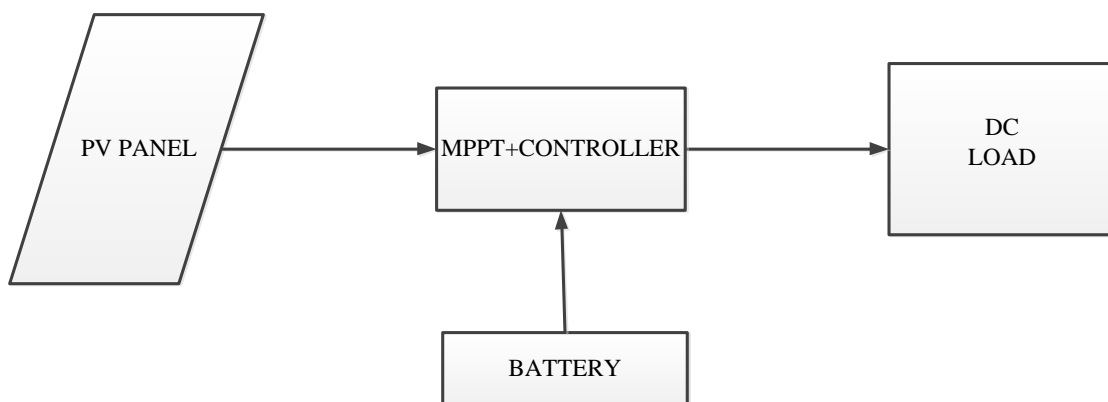 PV PANEL
MPPT+CONTROLLER
DC
LOAD
BATTERY